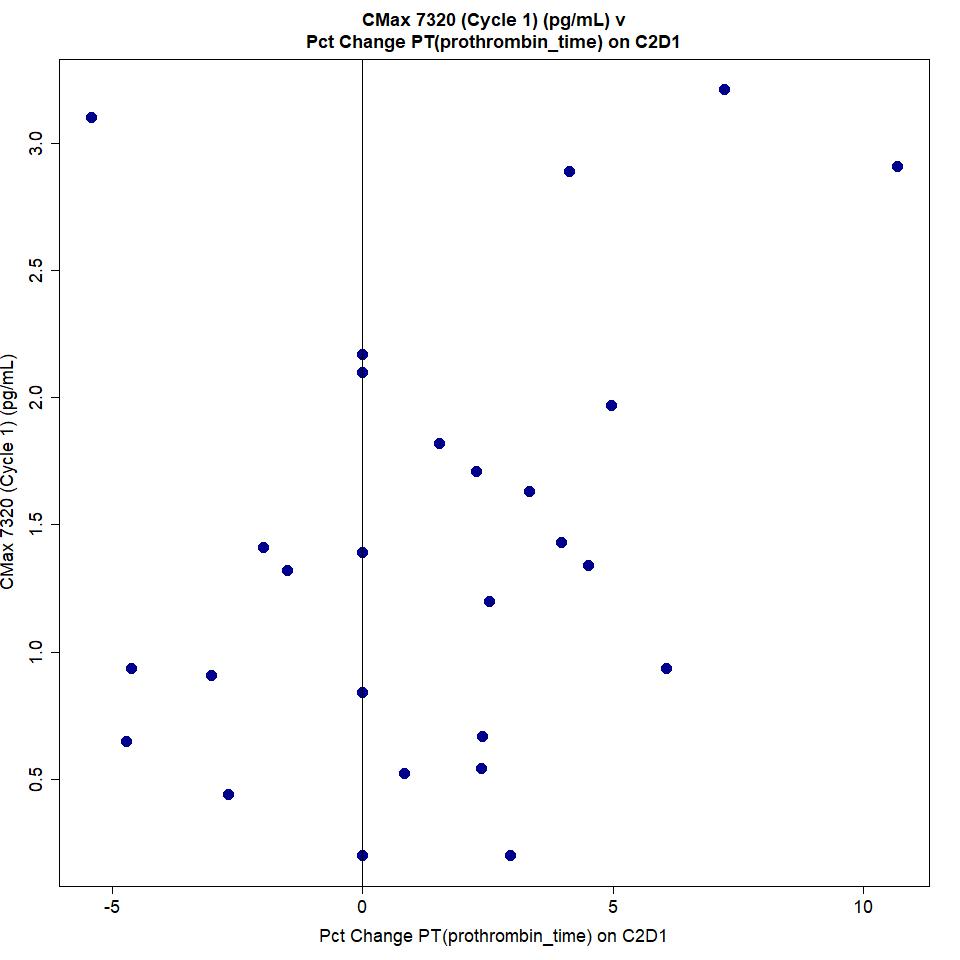 CMax 7320 (Cycle 1) (pg/mL) v
Pct Change PT(prothrombin_time) on C2D1
CMax 7320 (Cycle 1) (pg/mL)
3.0
2.5
2.0
1.5
1.0
0.5
-5
0
5
10
Pct Change PT(prothrombin_time) on C2D1